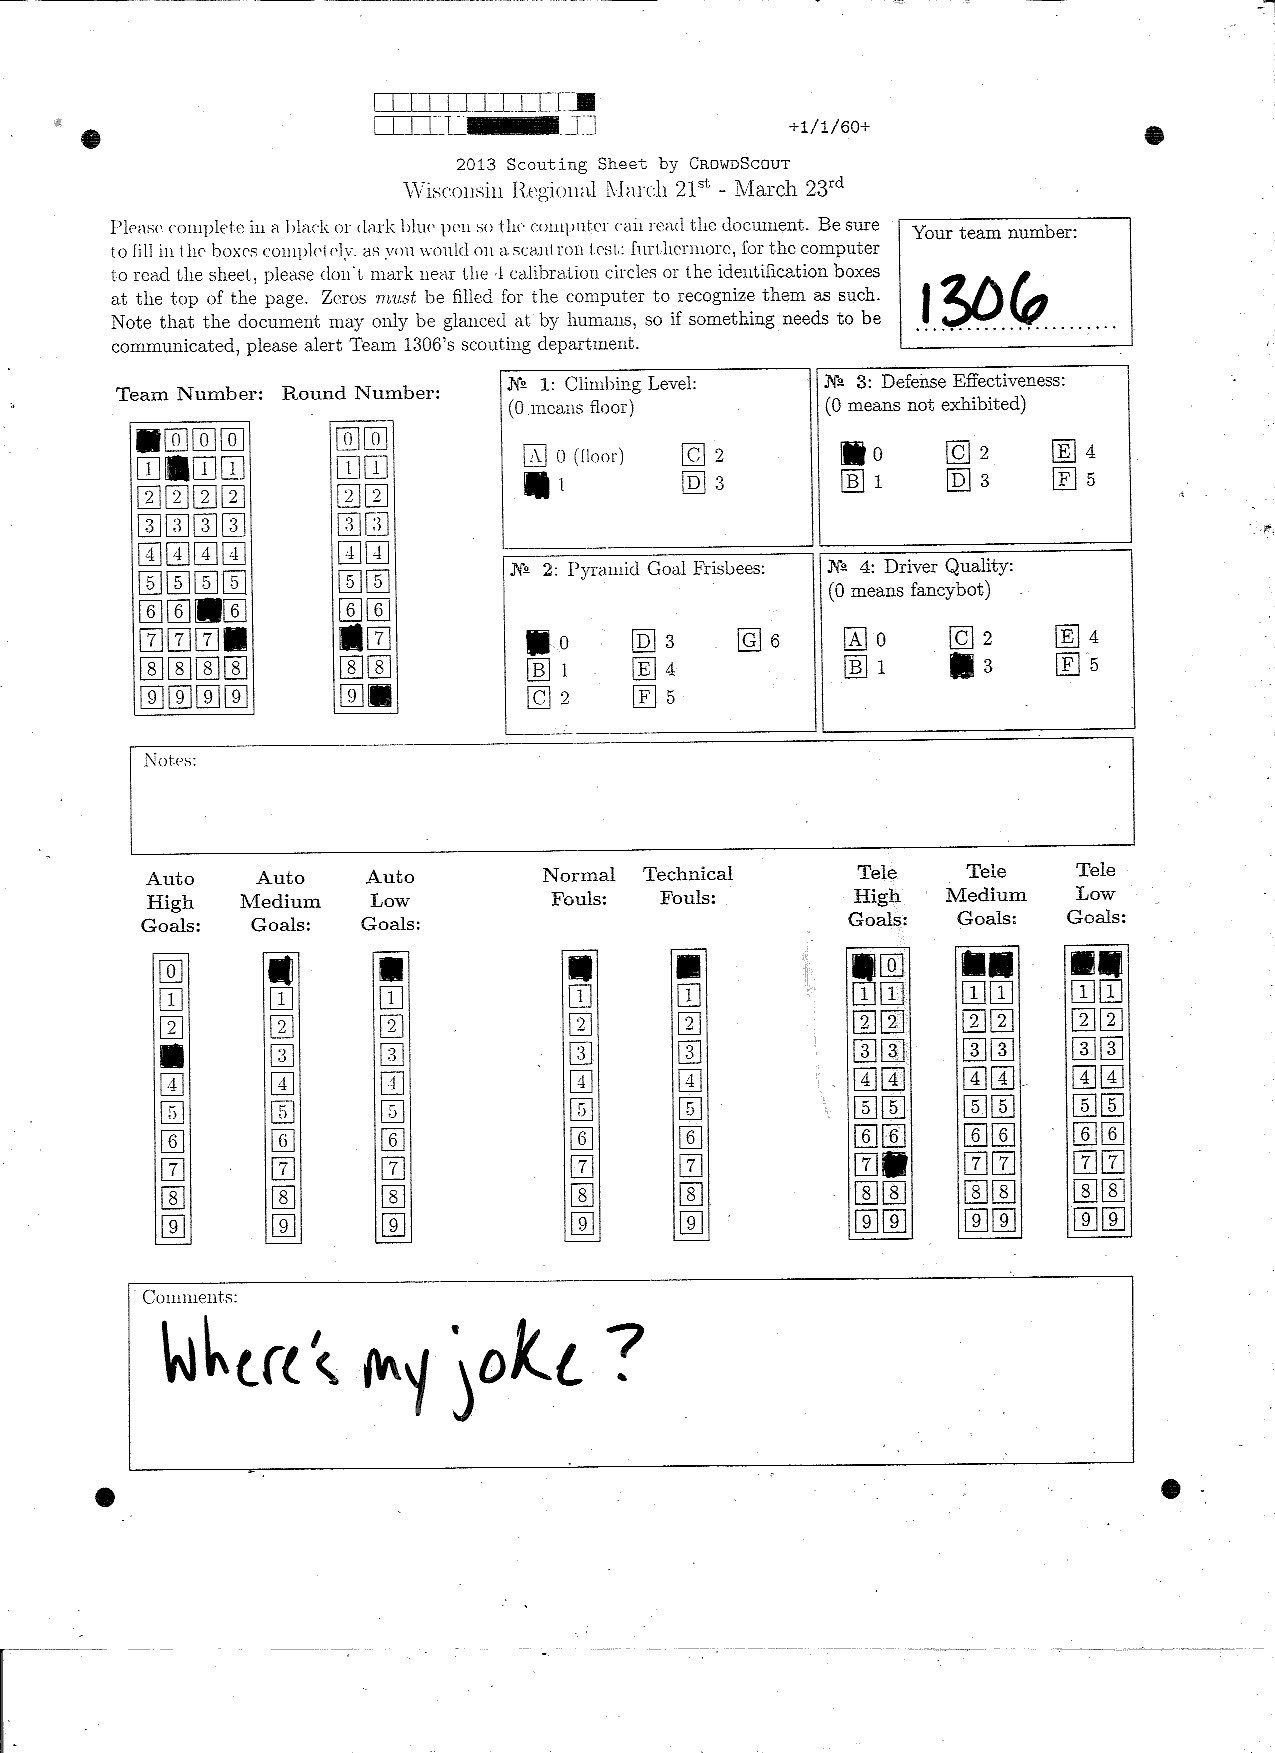 +1/1/60+
2013 Scouting Sheet by CROWDSCOUT
Wisconsin Regional March 21st - March 23rd
Please complete in a black or dark blue pen so the computer can read the document. Be sure
to fill in the boxes completely, as you would on a scantron test; furthermore, for the computer
to read the sheet, please don't mark near the 4 calibration circles or the identification boxes
at the top of the page. Zeros must be filled for the computer to recognize them as such.
Note that the document may only be glanced at by humans, so if something needs to be
communicated, please alert Team 1306's scouting department.
Your team number:
1306
Team Number: Round Number:
0 0 0 0 0
1 1 1 1 1
2 2 2 2 2 2
3 3 3 3 3 3
4 4 4 4 4 4
5 5 5 5 5 5
6 6 6 6 6
7 7 7 7
8 8 8 8 8 8
9 9 9 9 9
№ 1: Climbing Level:
(0 means floor)
A 0 (floor) C 2
1 D 3
№ 3: Defense Effectiveness:
(0 means not exhibited)
0 C 2 E 4
B 1 D 3 F 5
№ 2: Pyramid Goal Frisbees:
0 D 3 G 6
B 1 E 4
C 2 F 5
№ 4: Driver Quality:
(0 means fancybot)
A 0 C 2 E 4
B 1 3 F 5
Notes:
Auto High Goals: Auto Medium Goals: Auto Low Goals: Normal Fouls: Technical Fouls: Tele High Goals: Tele Medium Goals: Tele Low Goals:
0 0
1 1 1 1 1 1 1 1 1 1 1
2 2 2 2 2 2 2 2 2 2 2
3 3 3 3 3 3 3 3 3 3
4 4 4 4 4 4 4 4 4 4 4
5 5 5 5 5 5 5 5 5 5 5
6 6 6 6 6 6 6 6 6 6 6
7 7 7 7 7 7 7 7 7 7
8 8 8 8 8 8 8 8 8 8 8
9 9 9 9 9 9 9 9 9 9 9
Comments:
Where's my joke?